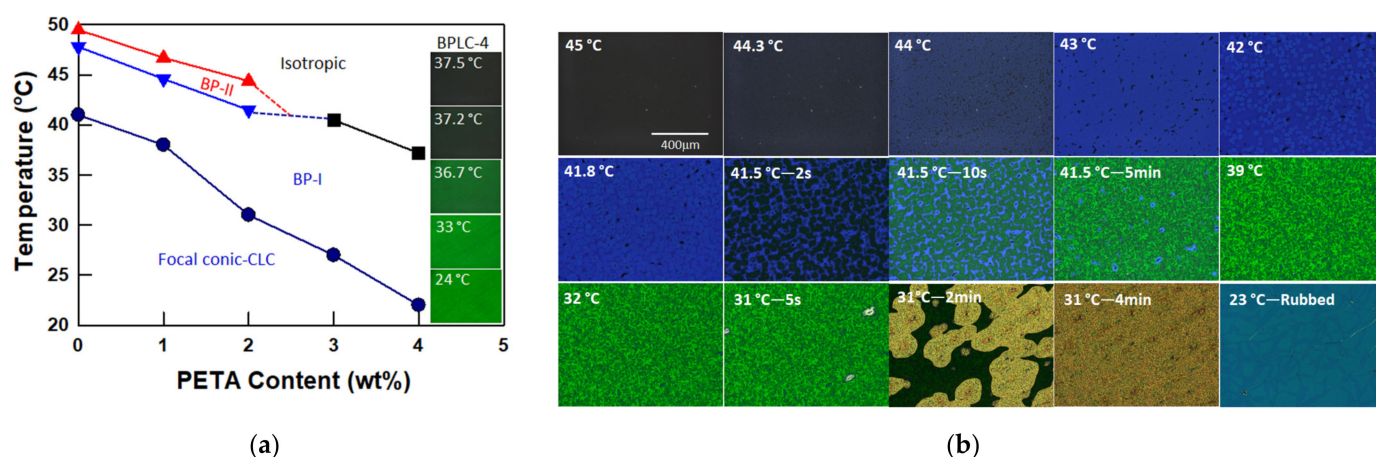 50
45
40
35
30
25
20
0
1
2
3
4
5
Temperature (°C)
PETA Content (wt%)
Isotropic
BP-II
BP-I
Focal conic-CLC
BPLC-4
37.5 °C
37.2 °C
36.7 °C
33 °C
24 °C
(a)
45 °C
400μm
44.3 °C
44 °C
43 °C
42 °C
41.8 °C
41.5 °C—2s
41.5 °C—10s
41.5 °C—5min
39 °C
32 °C
31 °C—5s
31°C—2min
31 °C—4min
23 °C—Rubbed
(b)